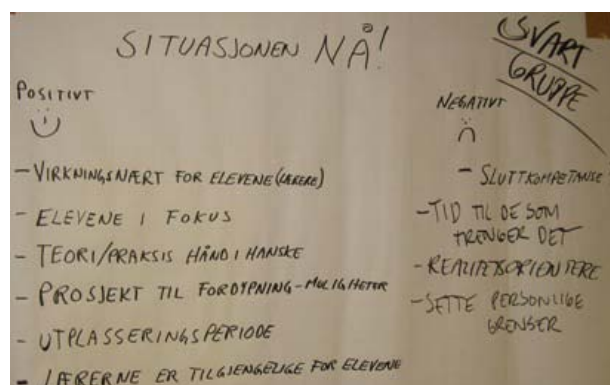 SITUASJONEN NÅ!
SVART
GRUPPE
POSITIVT
- VIRKNINGSNÆRT FOR ELEVENE (LÆRERE)
- ELEVENE I FOKUS
- TEORI/PRAKSIS HÅND I HANSKE
- PROSJEKT TIL FORDYPNING - MULIGHETER
- UTPLASSERINGSPERIODE
- LÆRERNE ER TILGJENGELIGE FOR ELEVENE
NEGATIVT
- SLUTTKOMPETANSE
- TID TIL DE SOM
TRENGER DET
- REALITETSORIENTERE
- SETTE PERSONLIGE
GRENSER